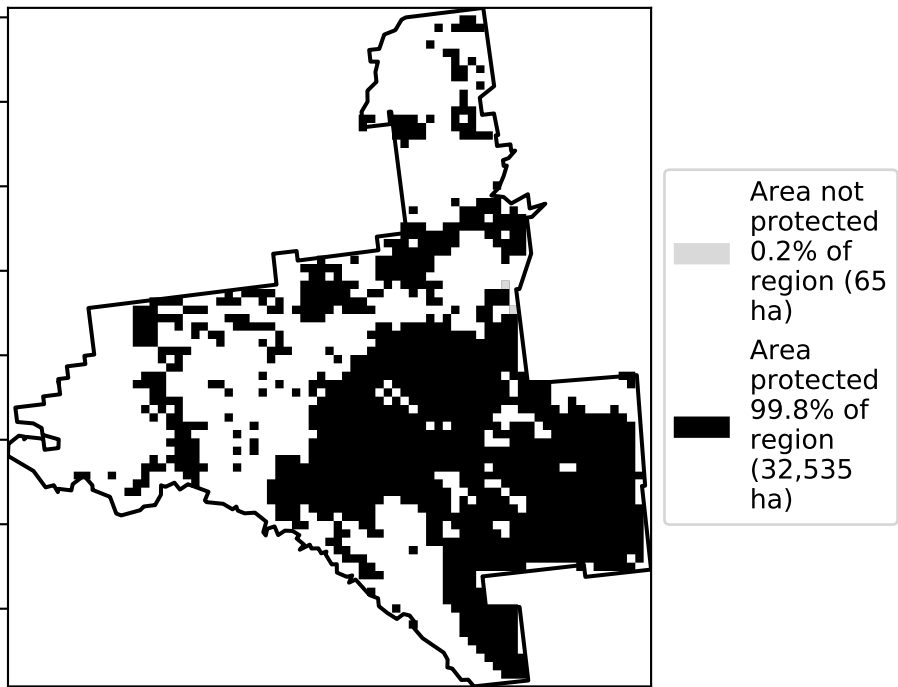 Area not
protected
0.2% of
region (65
ha)
Area
protected
99.8% of
region
(32,535
ha)